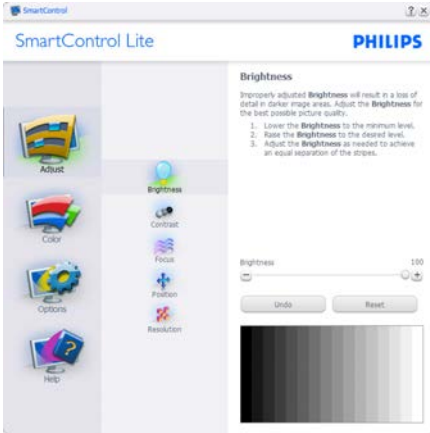 SmartControl
SmartControl Lite
PHILIPS
Adjust
Color
Options
Help
Brightness
Contrast
Focus
Position
Resolution
Brightness
Improperly adjusted Brightness will result in a loss of
detail in darker image areas. Adjust the Brightness for
the best possible picture quality.
1. Lower the Brightness to the minimum level.
2. Raise the Brightness to the desired level.
3. Adjust the Brightness as needed to achieve
an equal separation of the stripes.
Brightness 100
Undo Reset